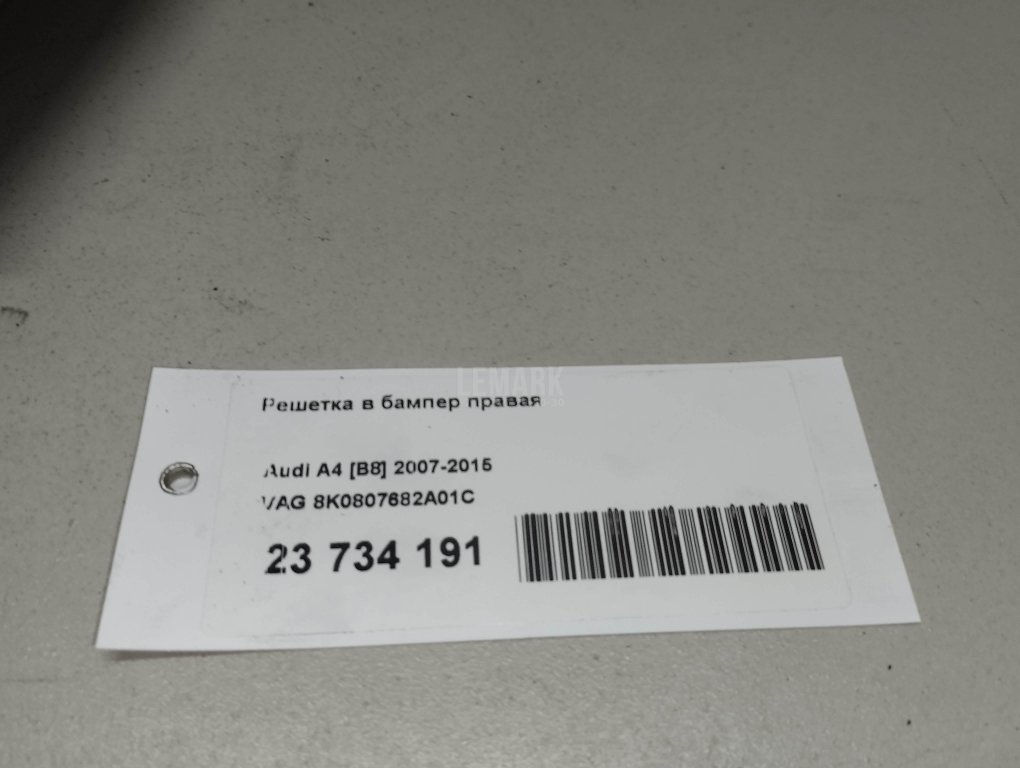 LEMARK
Решетка в бампер правая
Audi A4 [B8] 2007-2015
VAG 8K0807682A01C
23 734 191